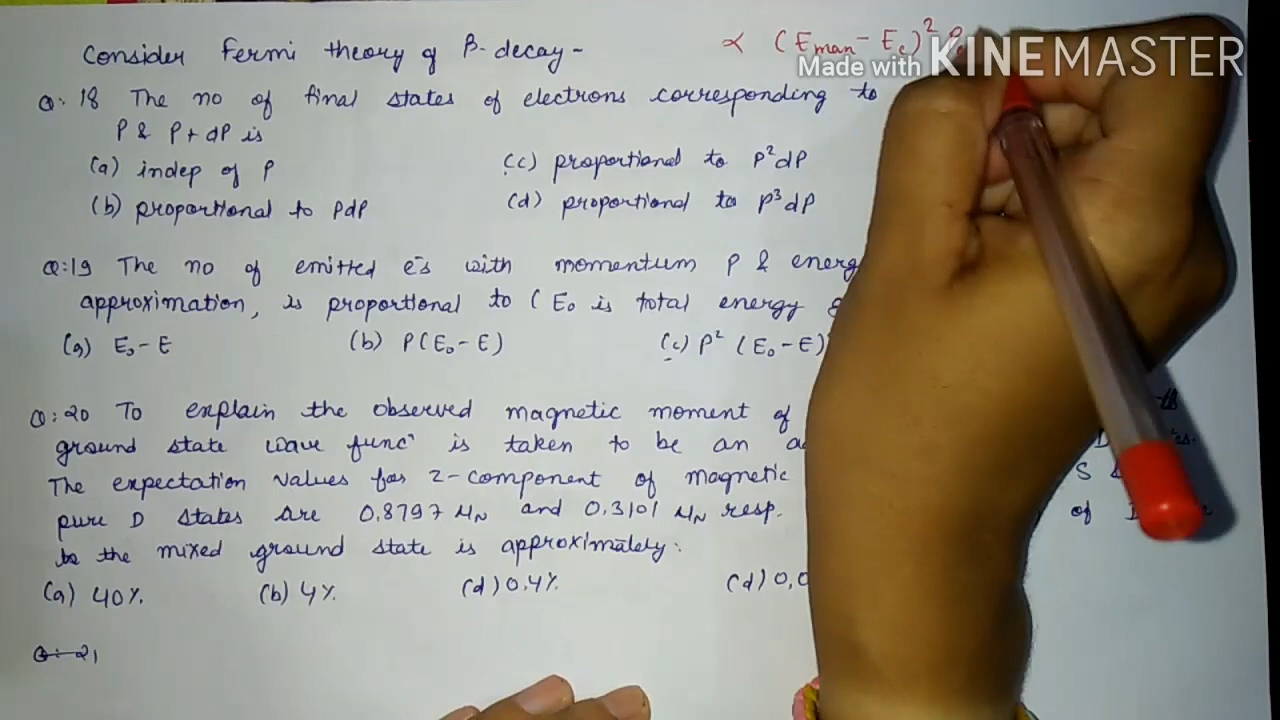 Consider Fermi theory of β-decay -
∝ (Eman - Ee)²
Made with KINEMASTER
Q: 18 The no of final states of electrons corresponding to
P & P+dP is
(a) indep of P
(c) proportional to P²dP
(b) proportional to PdP
(d) proportional to P³dP
Q:19 The no of emitted e's with momentum P & energ
approximation, is proportional to ( E₀ is total energy
(a) E₀-E
(b) P(E₀-E)
(c) P² (E₀-E)
Q:20 To explain the observed magnetic moment of
ground state wave funcⁿ is taken to be an
The expectation values for z-component of magnetic S
pure D states are 0.8797 μN and 0.3101 μN resp. of
the mixed ground state is approximately:
(a) 40%.
(b) 4%.
(d) 0.4%.
(d) 0.0
Q: 21